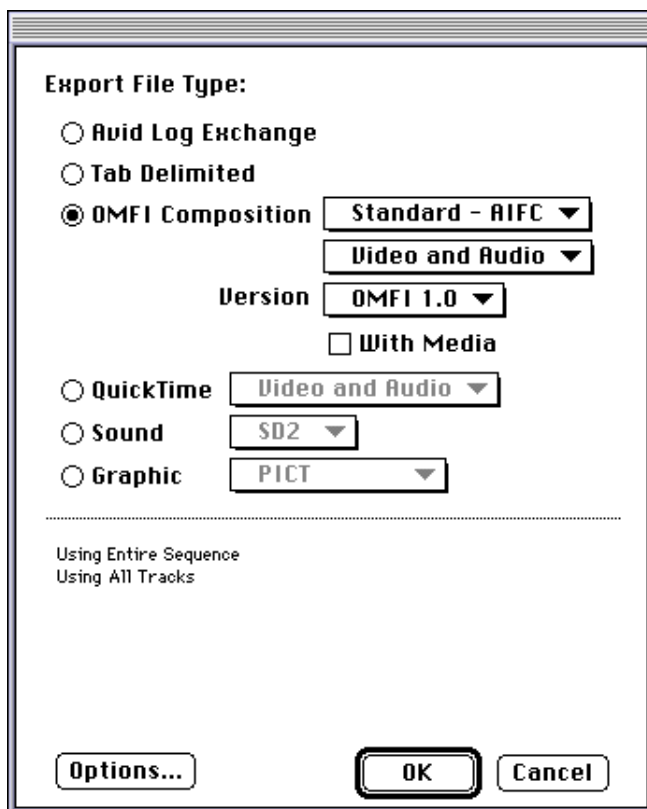 Export File Type:
Avid Log Exchange
Tab Delimited
OMFI Composition Standard - AIFC
Video and Audio
Version OMFI 1.0
With Media
QuickTime Video and Audio
Sound SD2
Graphic PICT
Using Entire Sequence
Using All Tracks
Options... OK Cancel